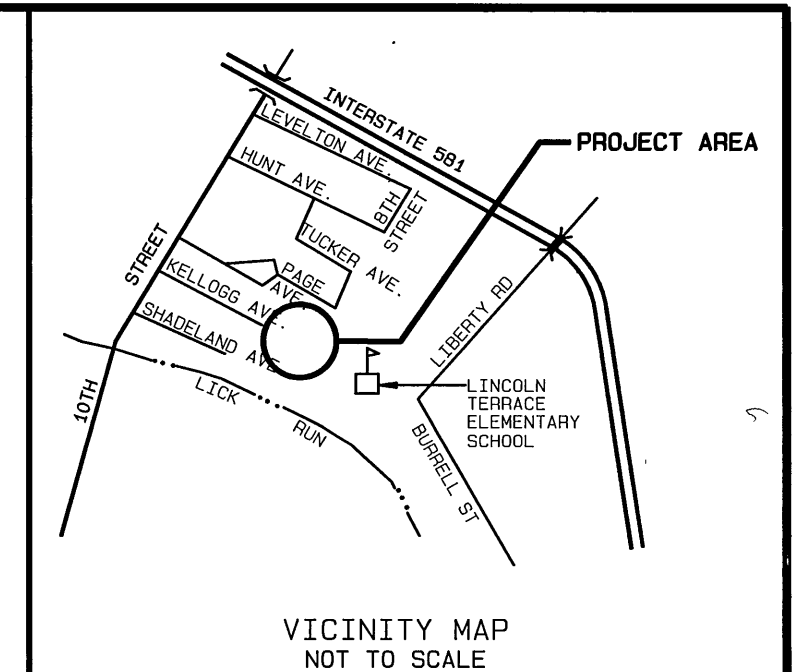 INTERSTATE 581
LEVELTON AVE.
HUNT AVE.
8TH
STREET
TUCKER AVE.
PAGE
AVE.
KELLOGG AVE.
SHADELAND AVE
10TH STREET
LICK RUN
PROJECT AREA
LIBERTY RD
BURRELL ST
LINCOLN
TERRACE
ELEMENTARY
SCHOOL
VICINITY MAP
NOT TO SCALE